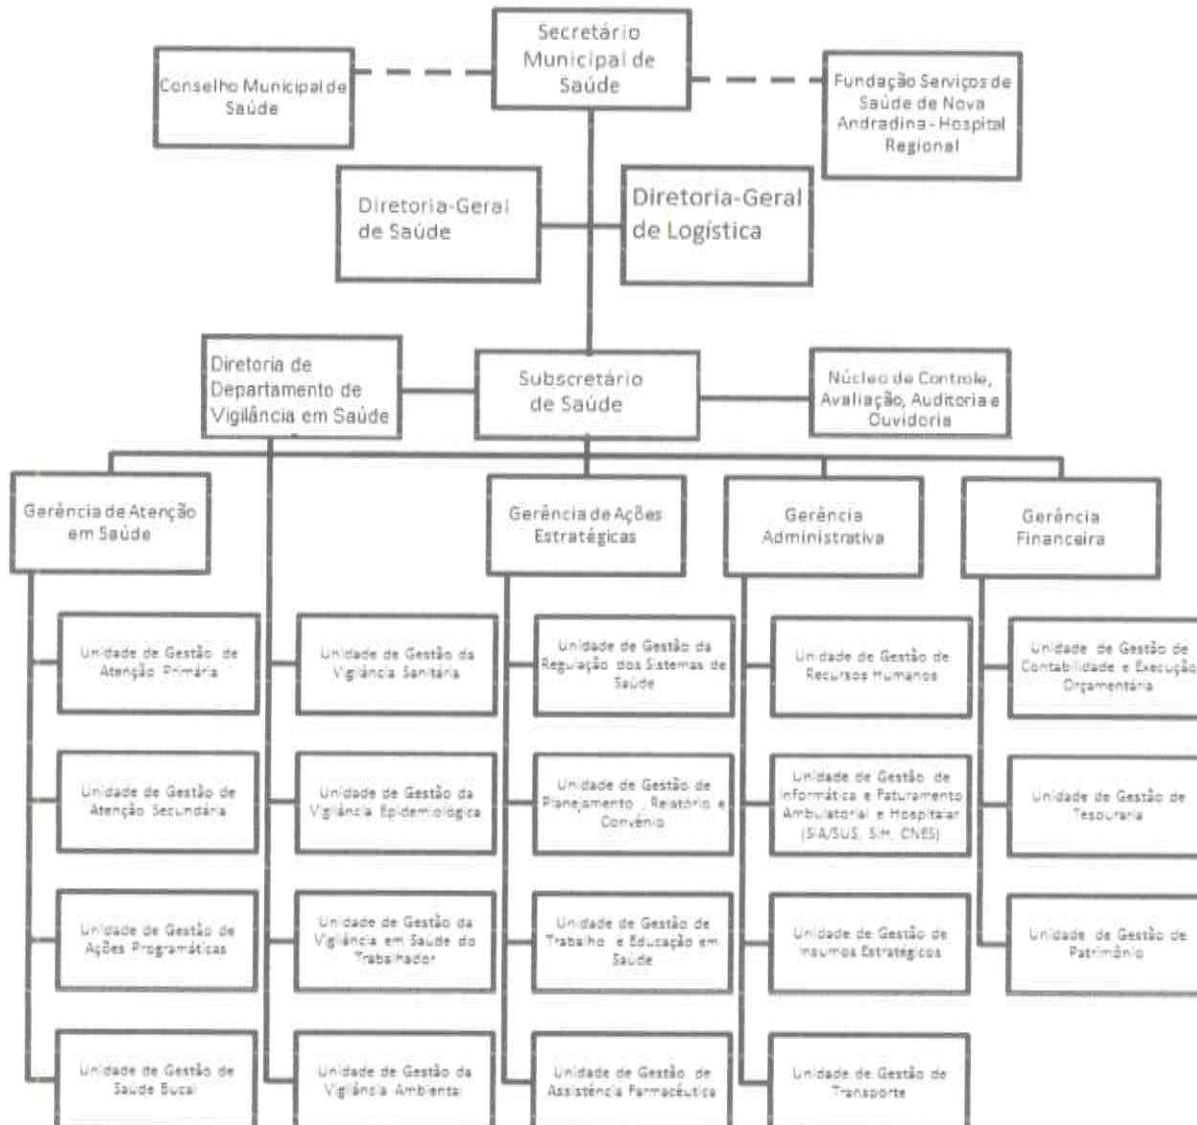 Secretário
Municipal de
Saúde
Conselho Municipal de
Saúde
Fundação Serviços de
Saúde de Nova
Andradina - Hospital
Regional
Diretoria-Geral
de Saúde
Diretoria-Geral
de Logística
Diretoria de
Departamento de
Vigilância em Saúde
Subscretário
de Saúde
Núcleo de Controle,
Avaliação, Auditoria e
Ouvidoria
Gerência de Atenção
em Saúde
Gerência de Ações
Estratégicas
Gerência
Administrativa
Gerência
Financeira
Unidade de Gestão de
Atenção Primária
Unidade de Gestão da
Vigilância Sanitária
Unidade de Gestão da
Regulação dos Sistemas de
Saúde
Unidade de Gestão de
Recursos Humanos
Unidade de Gestão de
Contabilidade e Execução
Orçamentária
Unidade de Gestão de
Atenção Secundária
Unidade de Gestão da
Vigilância Epidemiológica
Unidade de Gestão de
Planejamento , Relatório e
Convênio
Unidade de Gestão de
Informática e Faturamento
Ambulatorial e Hospitalar
(SIA/SUS, SIH, CNES)
Unidade de Gestão de
Tesouraria
Unidade de Gestão de
Ações Programáticas
Unidade de Gestão da
Vigilância em Saúde do
Trabalhador
Unidade de Gestão de
Trabalho e Educação em
Saúde
Unidade de Gestão de
Insumos Estratégicos
Unidade de Gestão de
Patrimônio
Unidade de Gestão de
Saúde Bucal
Unidade de Gestão da
Vigilância Ambiental
Unidade de Gestão de
Assistência Farmacêutica
Unidade de Gestão de
Transporte